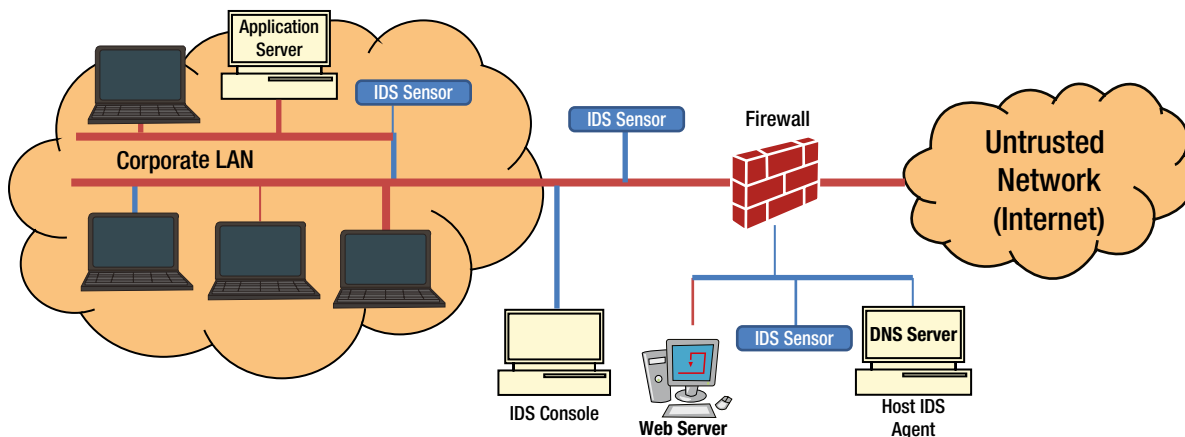 Application
Server
IDS Sensor
Corporate LAN
IDS Sensor
Firewall
Untrusted
Network
(Internet)
IDS Console
Web Server
IDS Sensor
DNS Server
Host IDS
Agent